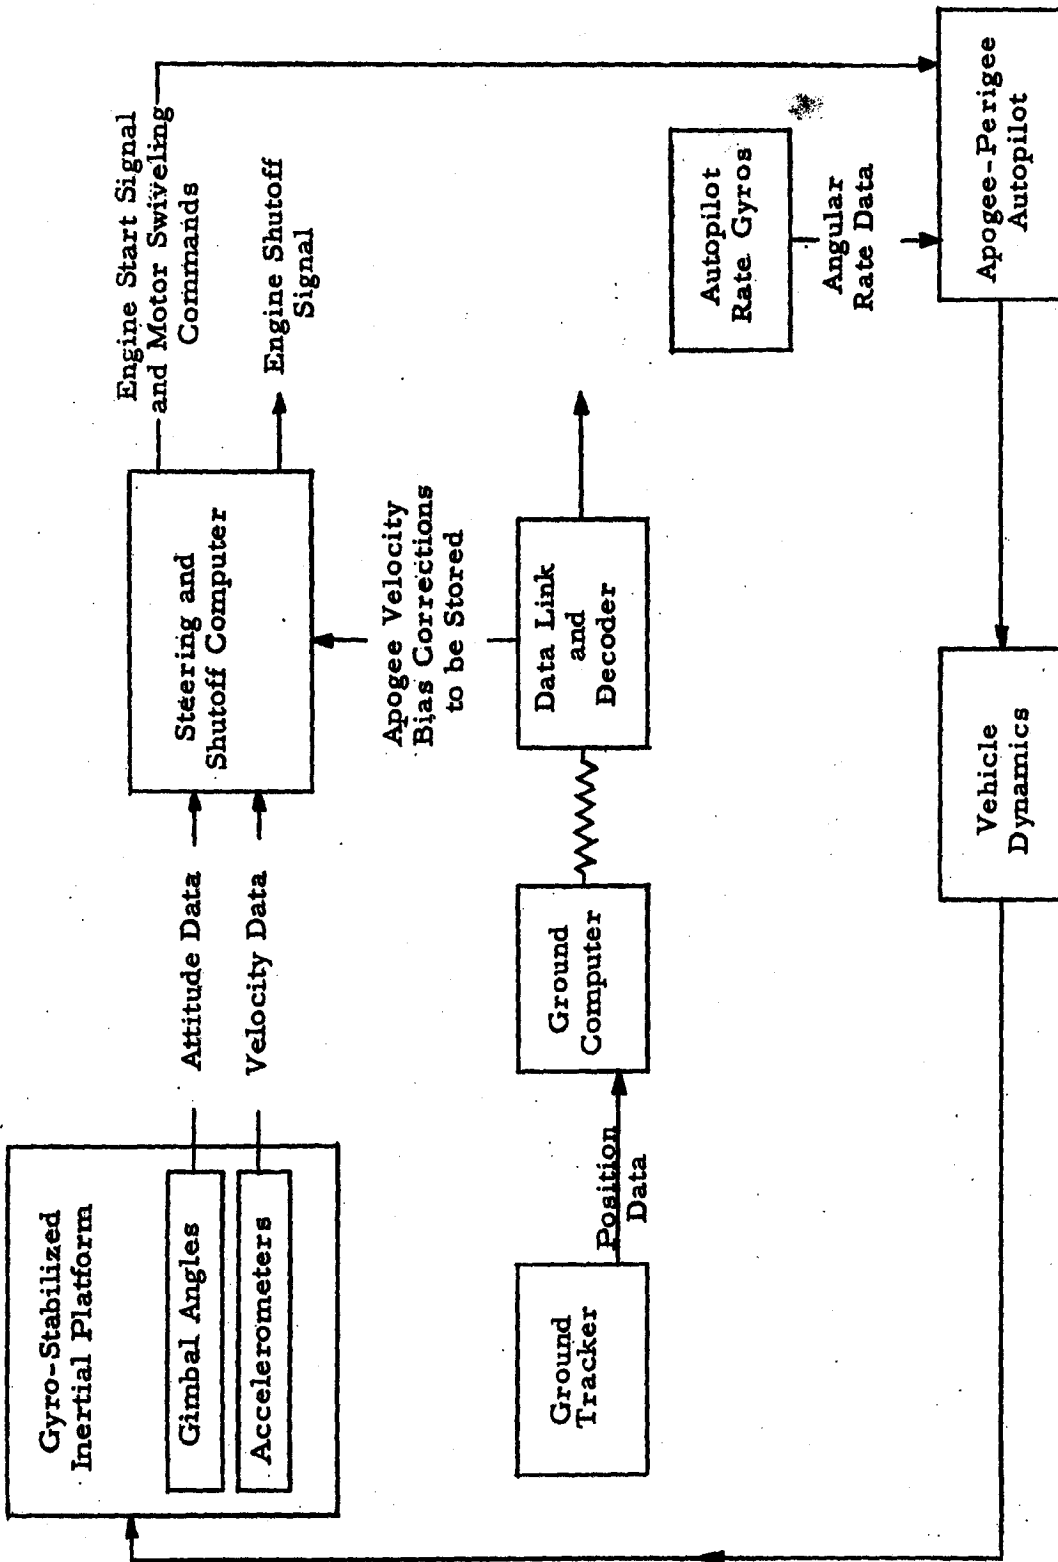 Gyro-Stabilized
Inertial Platform
Gimbal Angles
Accelerometers
Attitude Data
Velocity Data
Steering and
Shutoff Computer
Engine Start Signal
and Motor Swiveling
Commands
Engine Shutoff
Signal
Apogee Velocity
Bias Corrections
to be Stored
Ground
Tracker
Position
Data
Ground
Computer
Data Link
and
Decoder
Autopilot
Rate Gyros
Angular
Rate Data
Vehicle
Dynamics
Apogee-Perigee
Autopilot